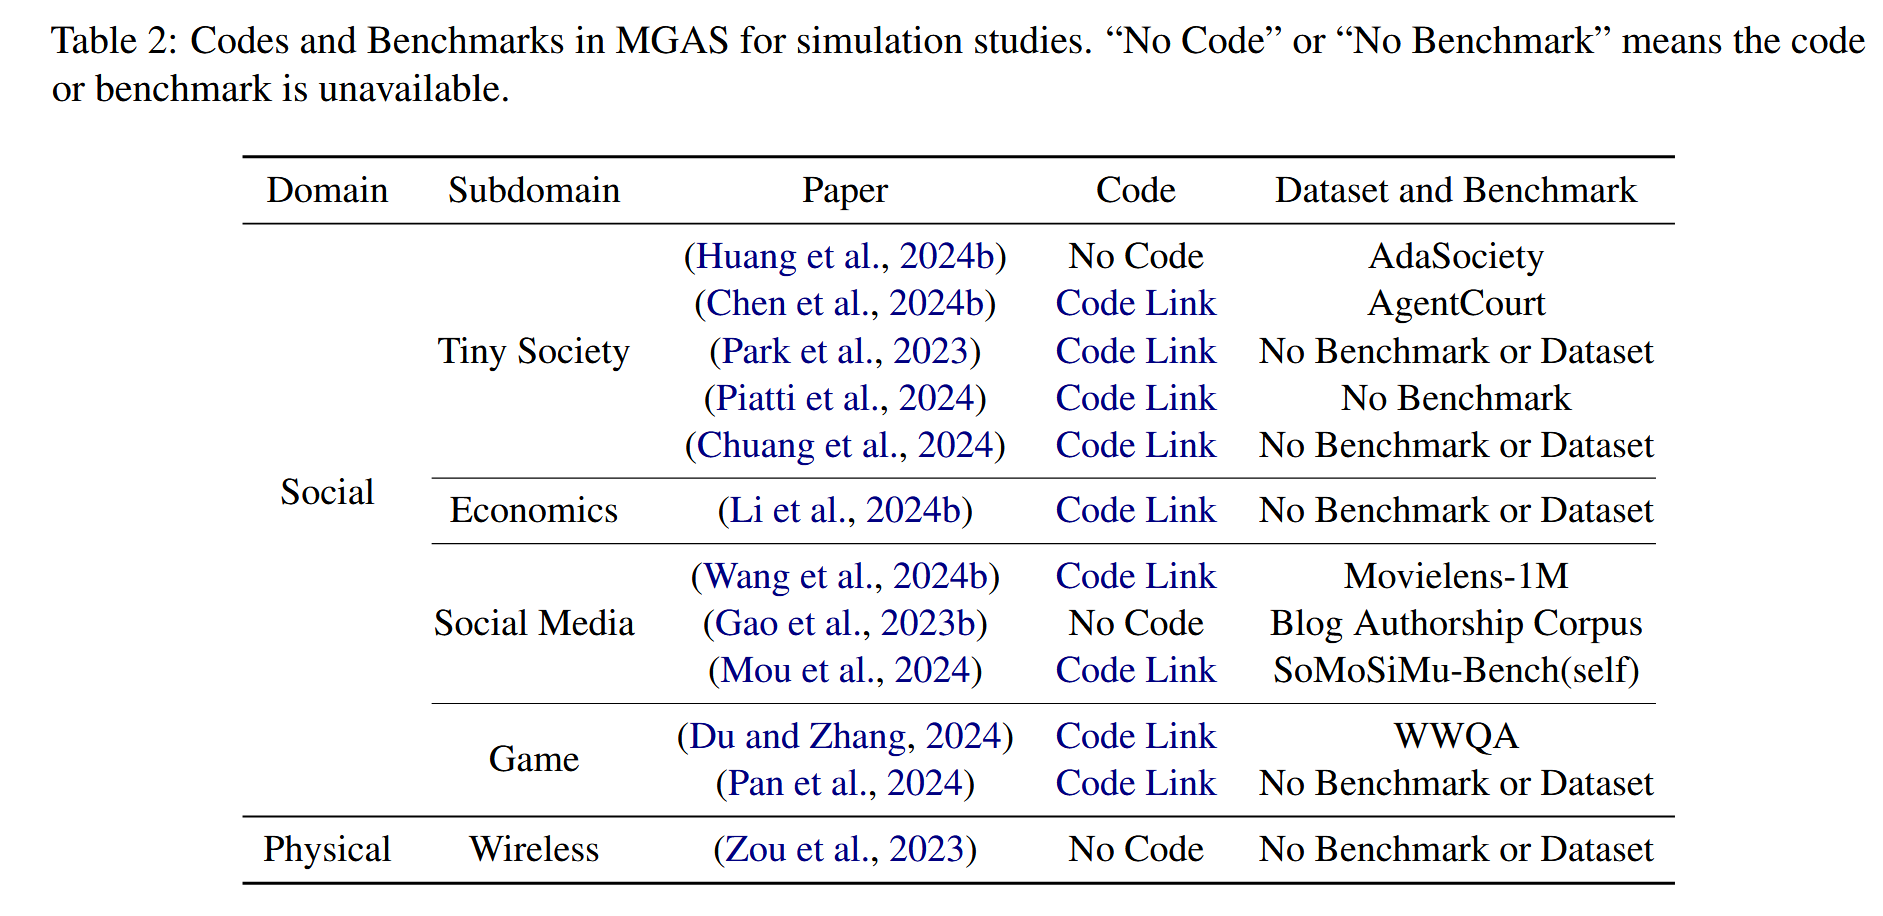 Table 2: Codes and Benchmarks in MGAS for simulation studies. “No Code” or “No Benchmark” means the code
or benchmark is unavailable.
Domain Subdomain Paper Code Dataset and Benchmark
(Huang et al., 2024b) No Code AdaSociety
(Chen et al., 2024b) Code Link AgentCourt
Tiny Society (Park et al., 2023) Code Link No Benchmark or Dataset
(Piatti et al., 2024) Code Link No Benchmark
(Chuang et al., 2024) Code Link No Benchmark or Dataset
Social
Economics (Li et al., 2024b) Code Link No Benchmark or Dataset
(Wang et al., 2024b) Code Link Movielens-1M
Social Media (Gao et al., 2023b) No Code Blog Authorship Corpus
(Mou et al., 2024) Code Link SoMoSiMu-Bench(self)
(Du and Zhang, 2024) Code Link WWQA
Game
(Pan et al., 2024) Code Link No Benchmark or Dataset
Physical Wireless (Zou et al., 2023) No Code No Benchmark or Dataset